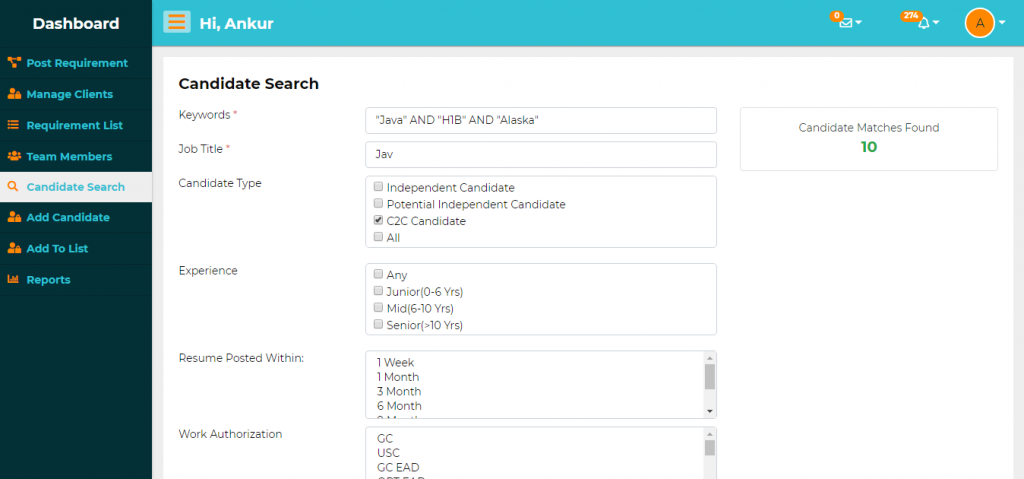 Dashboard
Hi, Ankur
0
274
A
Post Requirement
Manage Clients
Requirement List
Team Members
Candidate Search
Add Candidate
Add To List
Reports
Candidate Search
Keywords *
"Java" AND "H1B" AND "Alaska"
Candidate Matches Found
10
Job Title *
Jav
Candidate Type
Independent Candidate
Potential Independent Candidate
C2C Candidate
All
Experience
Any
Junior(0-6 Yrs)
Mid(6-10 Yrs)
Senior(>10 Yrs)
Resume Posted Within:
1 Week
1 Month
3 Month
6 Month
Work Authorization
GC
USC
GC EAD